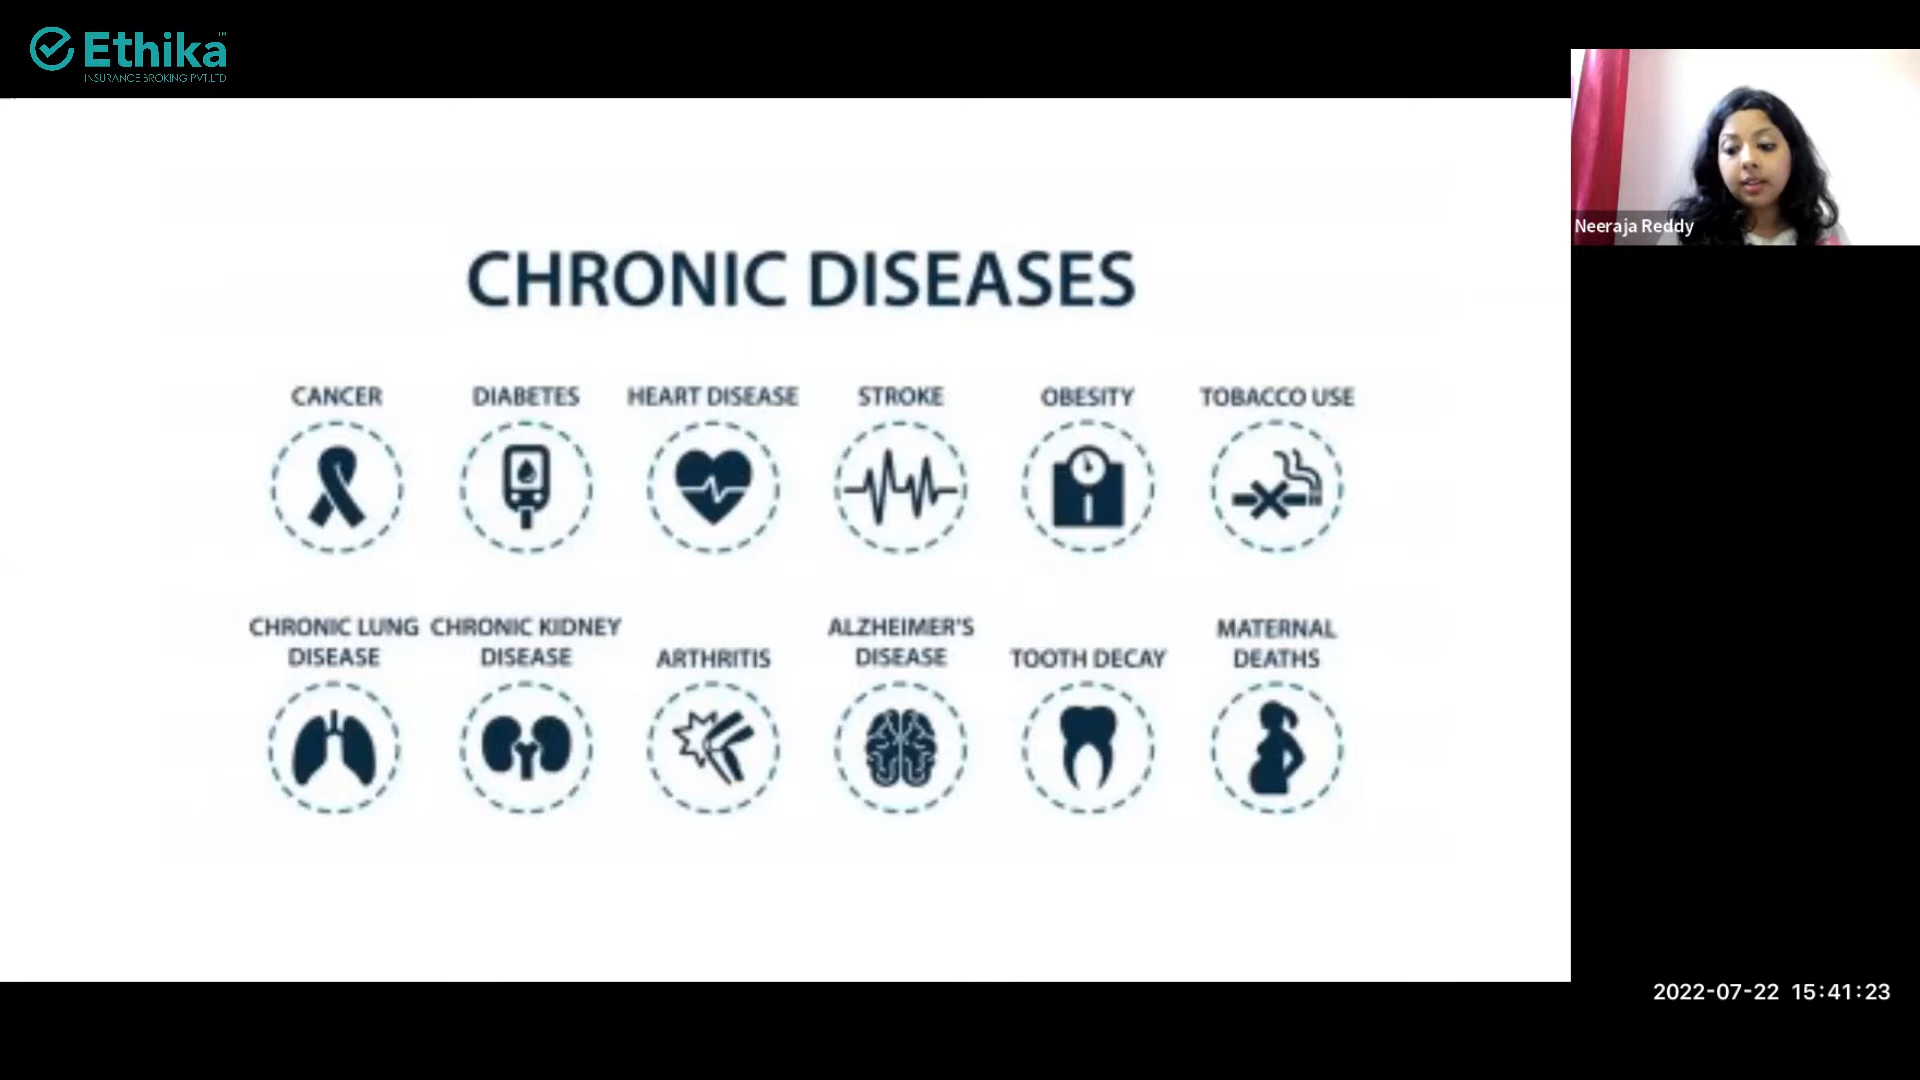 Ethika
TM
INSURANCE BROKING PVT.LTD
Neeraja Reddy
CHRONIC DISEASES
CANCER
DIABETES
HEART DISEASE
STROKE
OBESITY
TOBACCO USE
CHRONIC LUNG
DISEASE
CHRONIC KIDNEY
DISEASE
ARTHRITIS
ALZHEIMER'S
DISEASE
TOOTH DECAY
MATERNAL
DEATHS
2022-07-22 15:41:23